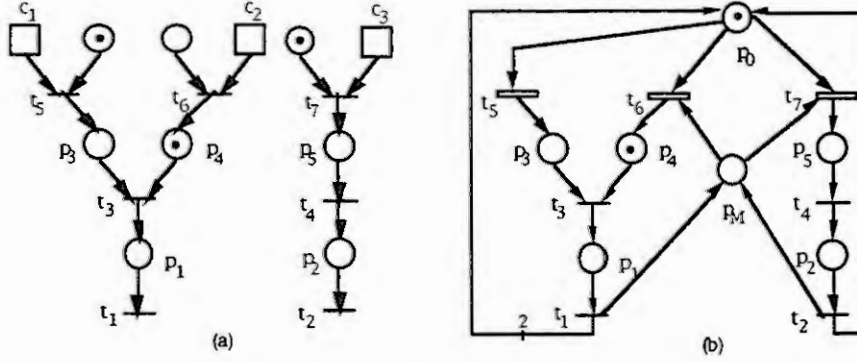 c1 c2 c3
t5 t6 t7
p3 p4 p5
t3 t4
p1 p2
t1 t2
(a)
p0
t5 t6 t7
p3 p4 p5
t3 pM t4
p1 p2
2 t1 t2
(b)